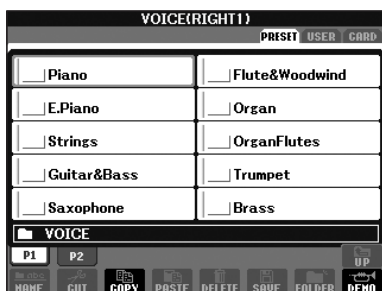 VOICE(RIGHT1)
PRESET USER CARD
Piano Flute&Woodwind
E.Piano Organ
Strings OrganFlutes
Guitar&Bass Trumpet
Saxophone Brass
VOICE
P1 P2 UP
abc
NAME CUT COPY PASTE DELETE SAVE FOLDER DEMO